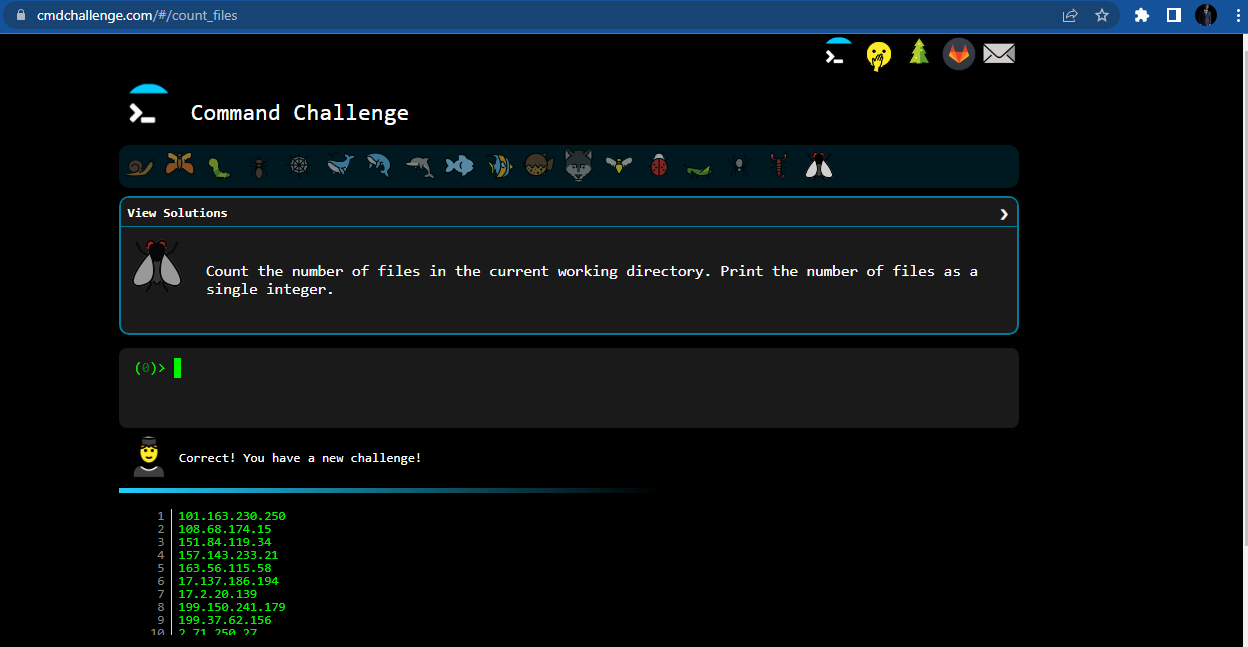 cmdchallenge.com/#/count_files
Command Challenge
View Solutions
Count the number of files in the current working directory. Print the number of files as a
single integer.
(0)>
Correct! You have a new challenge!
1 101.163.230.250
2 108.68.174.15
3 151.84.119.34
4 157.143.233.21
5 163.56.115.58
6 17.137.186.194
7 17.2.20.139
8 199.150.241.179
9 199.37.62.156
10 2.71.250.27